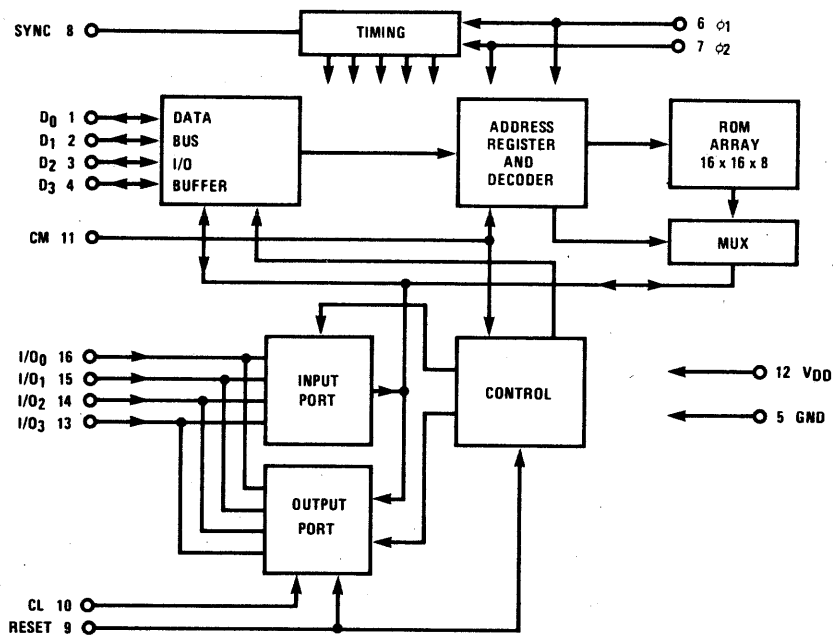 SYNC 8
TIMING
6 ϕ1
7 ϕ2
D0 1
D1 2
D2 3
D3 4
DATA
BUS
I/O
BUFFER
ADDRESS
REGISTER
AND
DECODER
ROM
ARRAY
16 x 16 x 8
MUX
CM 11
I/O0 16
I/O1 15
I/O2 14
I/O3 13
INPUT
PORT
CONTROL
12 VDD
5 GND
OUTPUT
PORT
CL 10
RESET 9